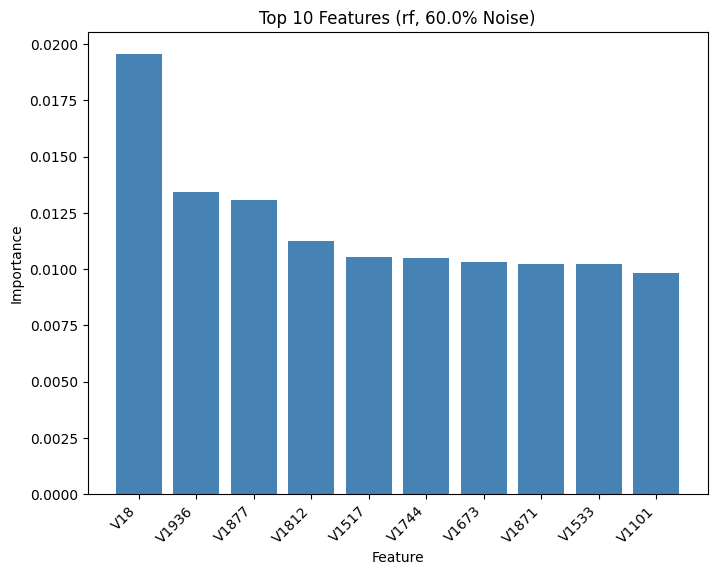 Top 10 Features (rf, 60.0% Noise)
0.0200
0.0175
0.0150
0.0125
0.0100
0.0075
0.0050
0.0025
0.0000
Importance
V18
V1936
V1877
V1812
V1517
V1744
V1673
V1871
V1533
V1101
Feature